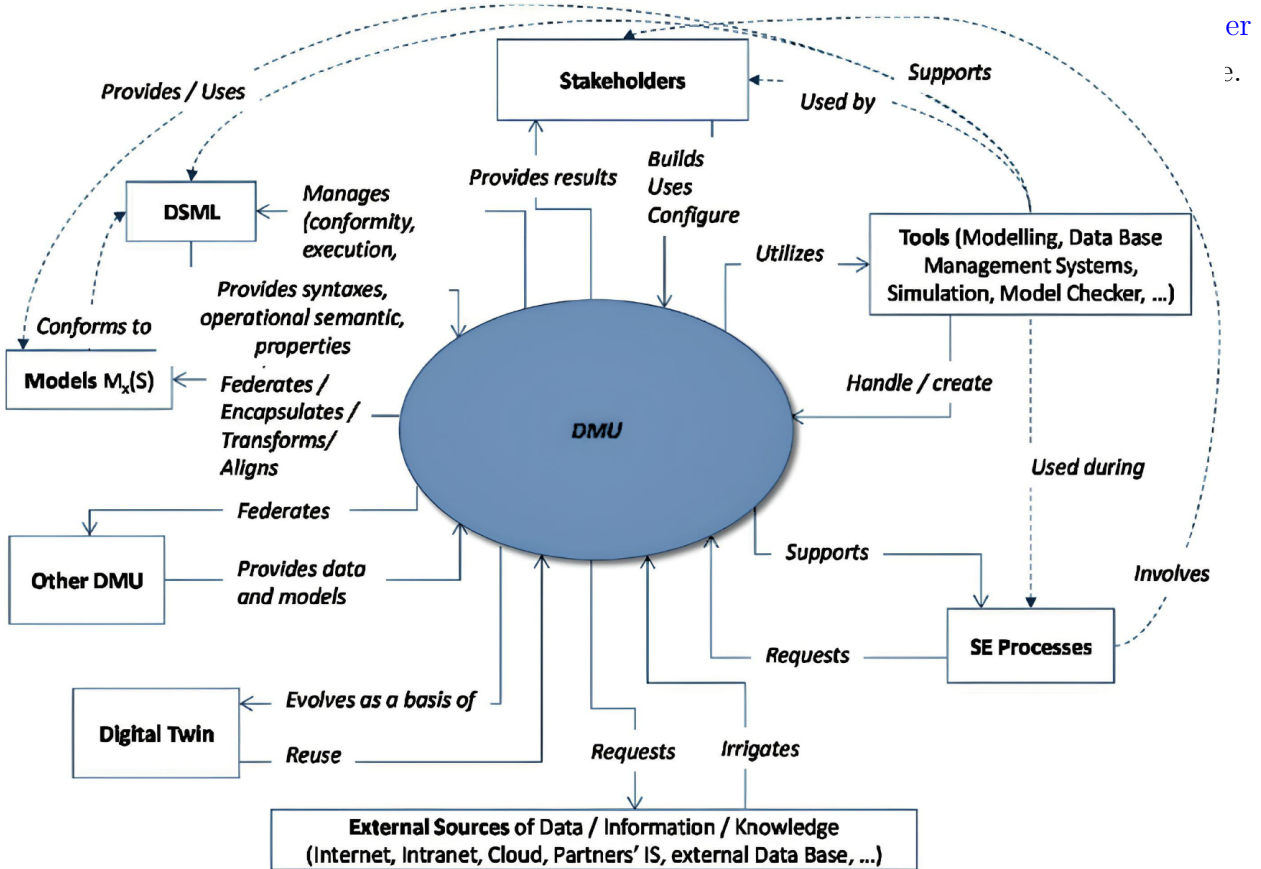 er
e.
Stakeholders
Supports
Used by
Provides / Uses
Provides results
Builds
Uses
Configure
DSML
Manages
(conformity,
execution,
Tools (Modelling, Data Base
Management Systems,
Simulation, Model Checker, ...)
Utilizes
Provides syntaxes,
operational semantic,
properties
Conforms to
Models Mx(S)
Federates /
Encapsulates /
Transforms/
Aligns
Handle / create
DMU
Used during
Federates
Other DMU
Provides data
and models
Supports
Involves
SE Processes
Requests
Evolves as a basis of
Digital Twin
Reuse
Requests
Irrigates
External Sources of Data / Information / Knowledge
(Internet, Intranet, Cloud, Partners' IS, external Data Base, ...)